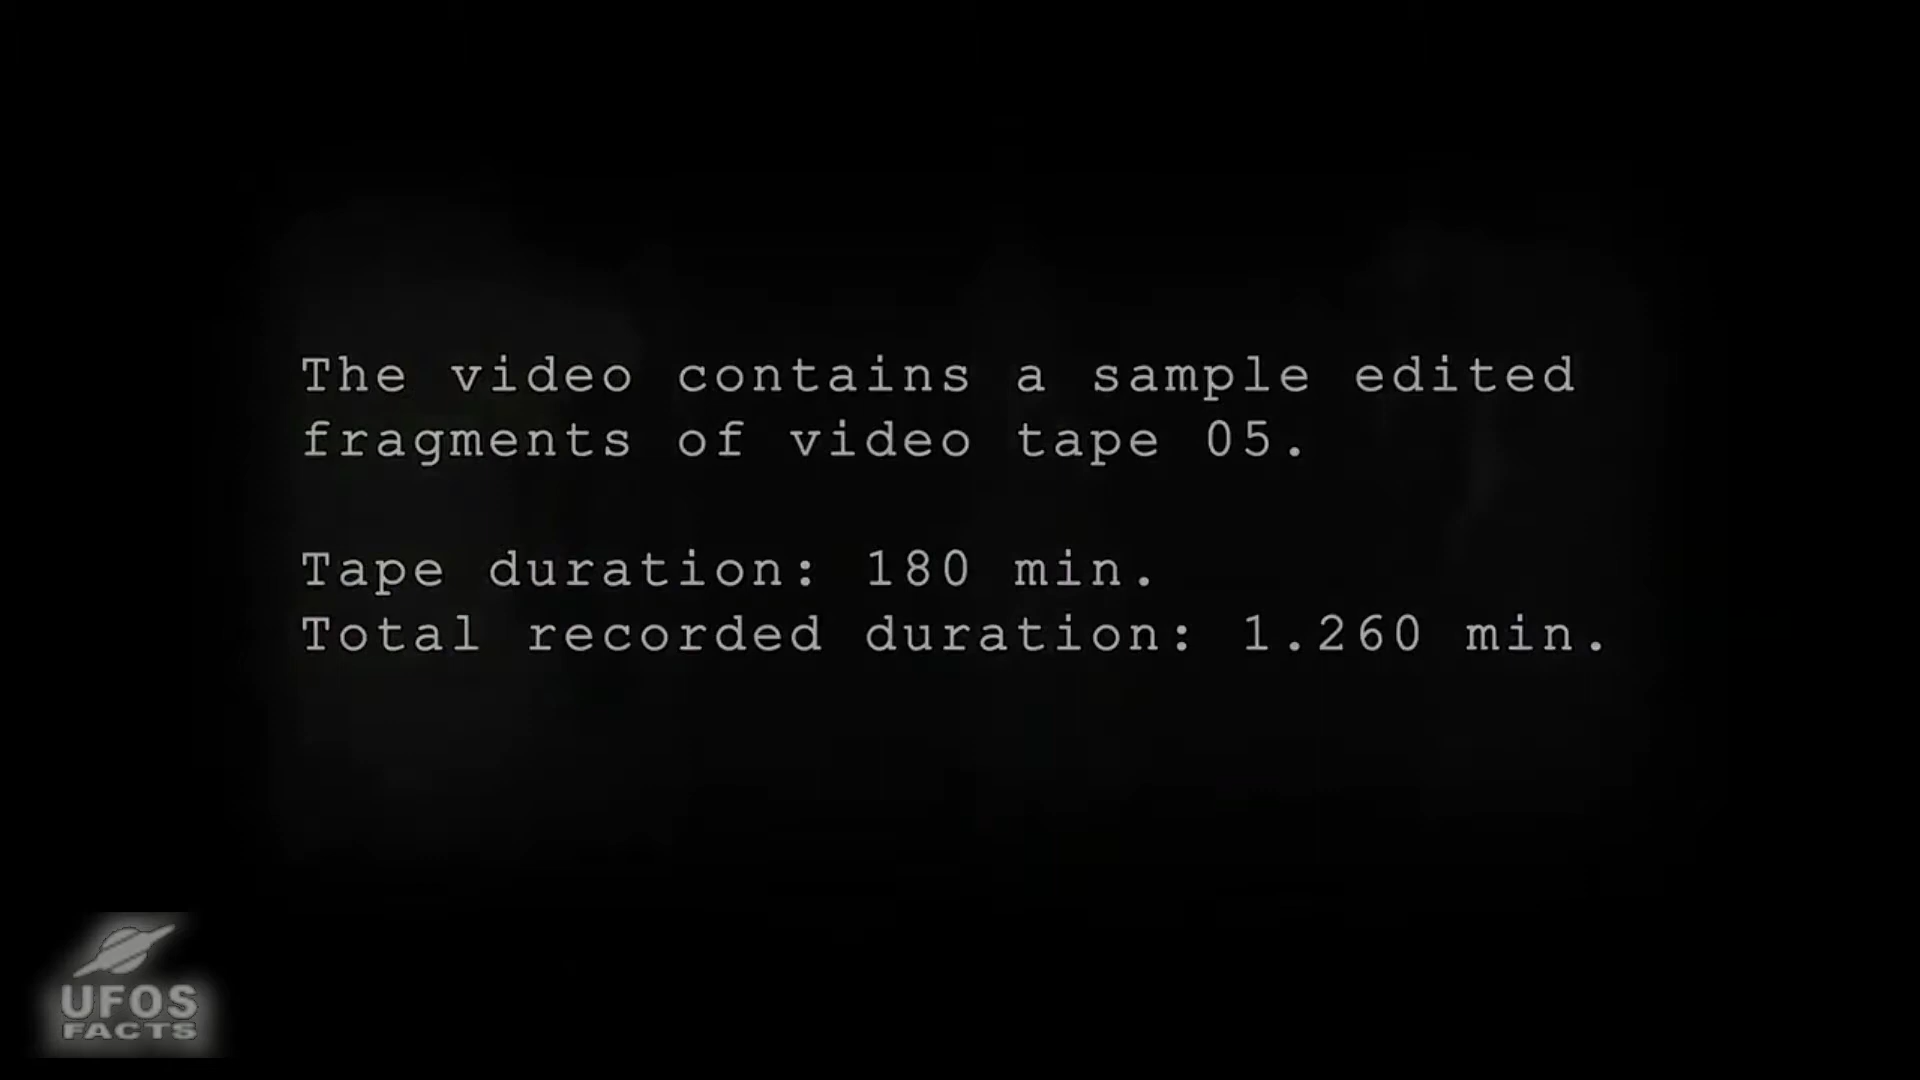 The video contains a sample edited
fragments of video tape 05.
Tape duration: 180 min.
Total recorded duration: 1.260 min.
UFOS
FACTS